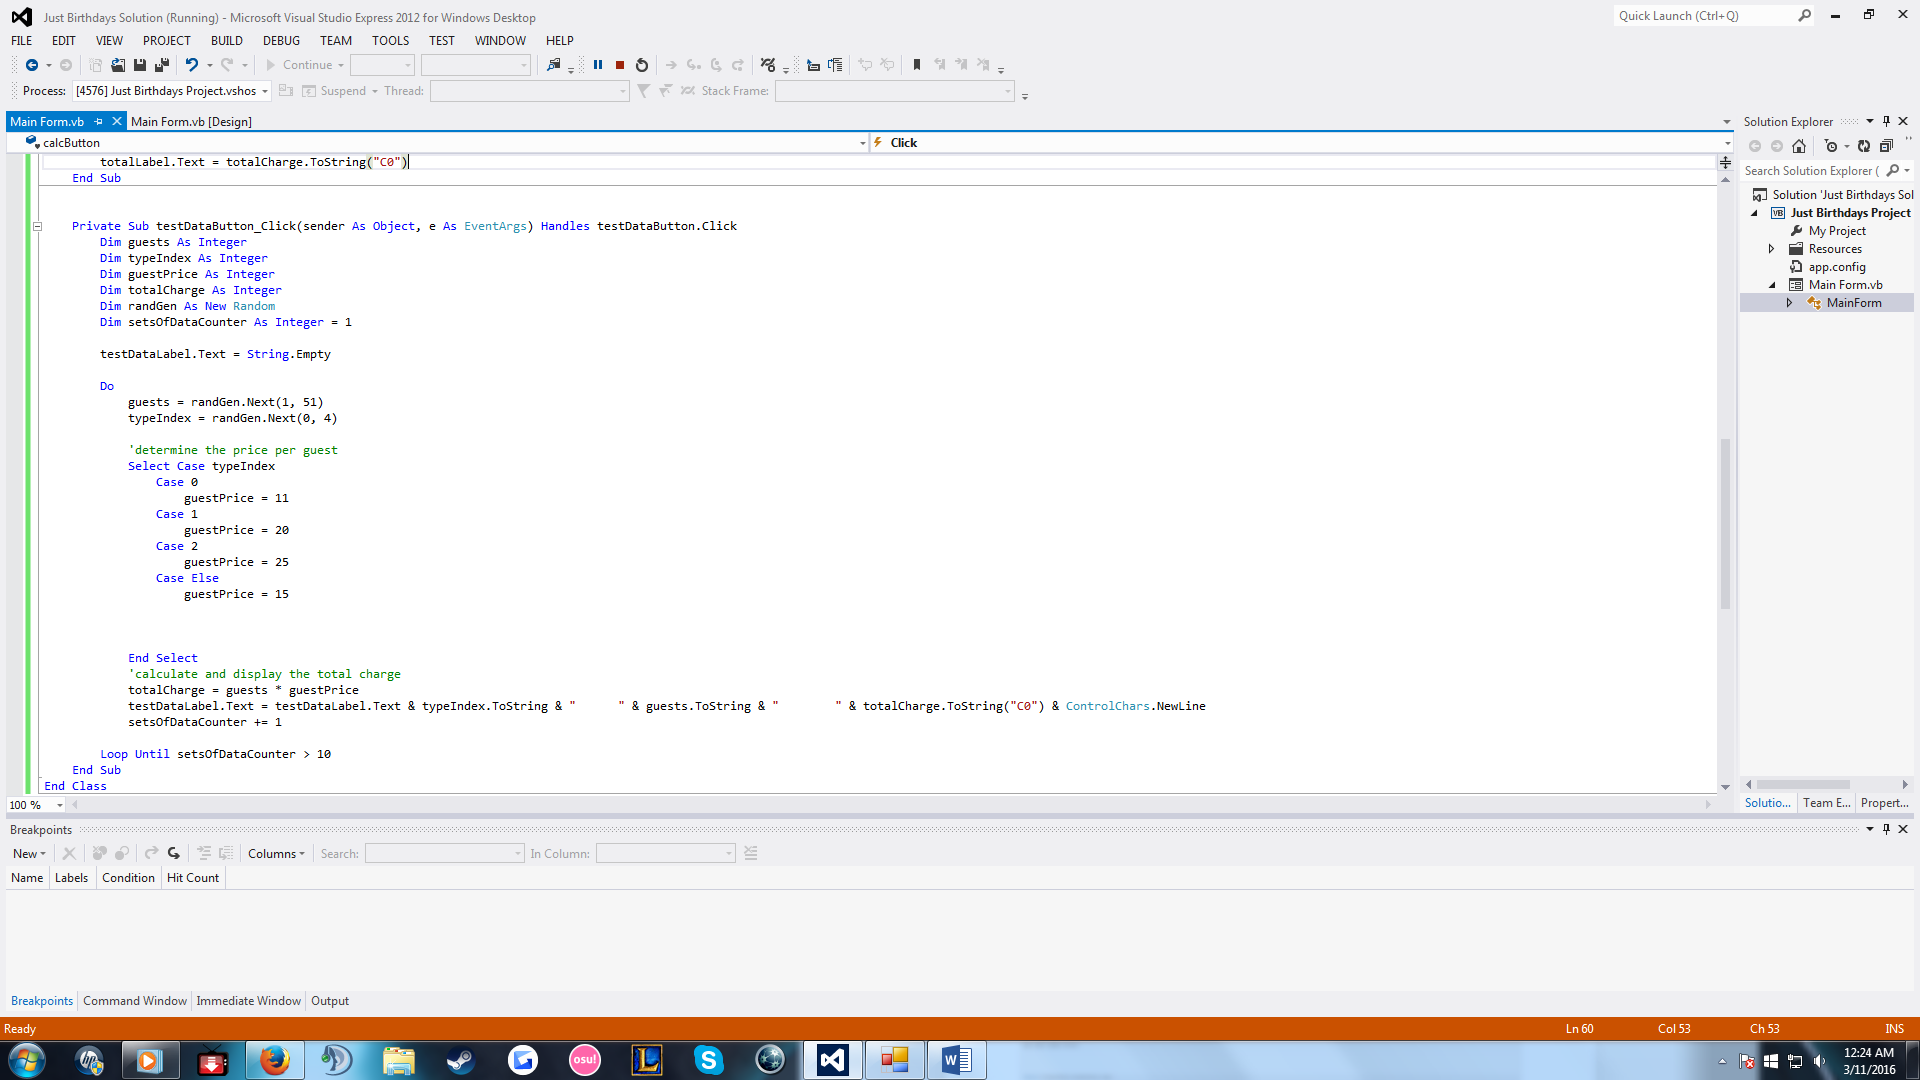 Just Birthdays Solution (Running) - Microsoft Visual Studio Express 2012 for Windows Desktop
Quick Launch (Ctrl+Q)
FILE EDIT VIEW PROJECT BUILD DEBUG TEAM TOOLS TEST WINDOW HELP
Continue
Process: [4576] Just Birthdays Project.vshos Suspend Thread: Stack Frame:
Main Form.vb Main Form.vb [Design]
calcButton Click
totalLabel.Text = totalCharge.ToString("C0")
End Sub
Private Sub testDataButton_Click(sender As Object, e As EventArgs) Handles testDataButton.Click
Dim guests As Integer
Dim typeIndex As Integer
Dim guestPrice As Integer
Dim totalCharge As Integer
Dim randGen As New Random
Dim setsOfDataCounter As Integer = 1
testDataLabel.Text = String.Empty
Do
guests = randGen.Next(1, 51)
typeIndex = randGen.Next(0, 4)
'determine the price per guest
Select Case typeIndex
Case 0
guestPrice = 11
Case 1
guestPrice = 20
Case 2
guestPrice = 25
Case Else
guestPrice = 15
End Select
'calculate and display the total charge
totalCharge = guests * guestPrice
testDataLabel.Text = testDataLabel.Text & typeIndex.ToString & "      " & guests.ToString & "        " & totalCharge.ToString("C0") & ControlChars.NewLine
setsOfDataCounter += 1
Loop Until setsOfDataCounter > 10
End Sub
End Class
100 %
Solution Explorer
Search Solution Explorer (
Solution 'Just Birthdays Sol
VB Just Birthdays Project
My Project
Resources
app.config
Main Form.vb
MainForm
Solutio... Team E... Propert...
Breakpoints
New Columns Search: In Column:
Name Labels Condition Hit Count
Breakpoints Command Window Immediate Window Output
Ready Ln 60 Col 53 Ch 53 INS
hp osu! L S W
12:24 AM
3/11/2016